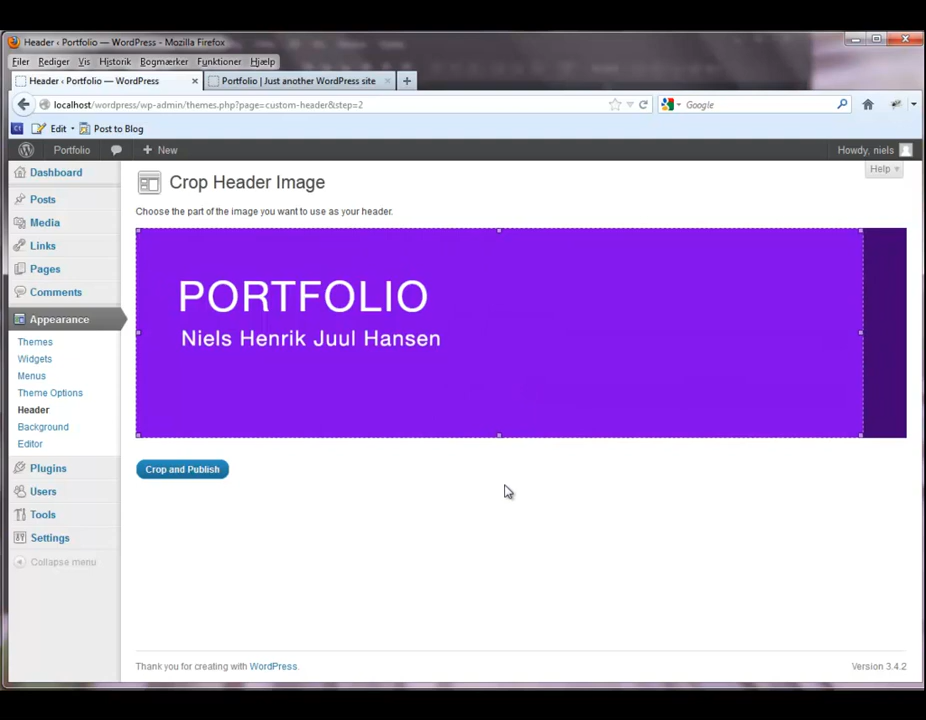 Header ‹ Portfolio — WordPress - Mozilla Firefox
Filer Rediger Vis Historik Bogmærker Funktioner Hjælp
Header ‹ Portfolio — WordPress × Portfolio | Just another WordPress site × +
localhost/wordpress/wp-admin/themes.php?page=custom-header&step=2 Google
Edit Post to Blog
Portfolio + New Howdy, niels
Help
Crop Header Image
Choose the part of the image you want to use as your header.
Dashboard
Posts
Media
Links
Pages
Comments
Appearance
Themes
Widgets
Menus
Theme Options
Header
Background
Editor
Plugins
Users
Tools
Settings
Collapse menu
PORTFOLIO
Niels Henrik Juul Hansen
Crop and Publish
Thank you for creating with WordPress. Version 3.4.2